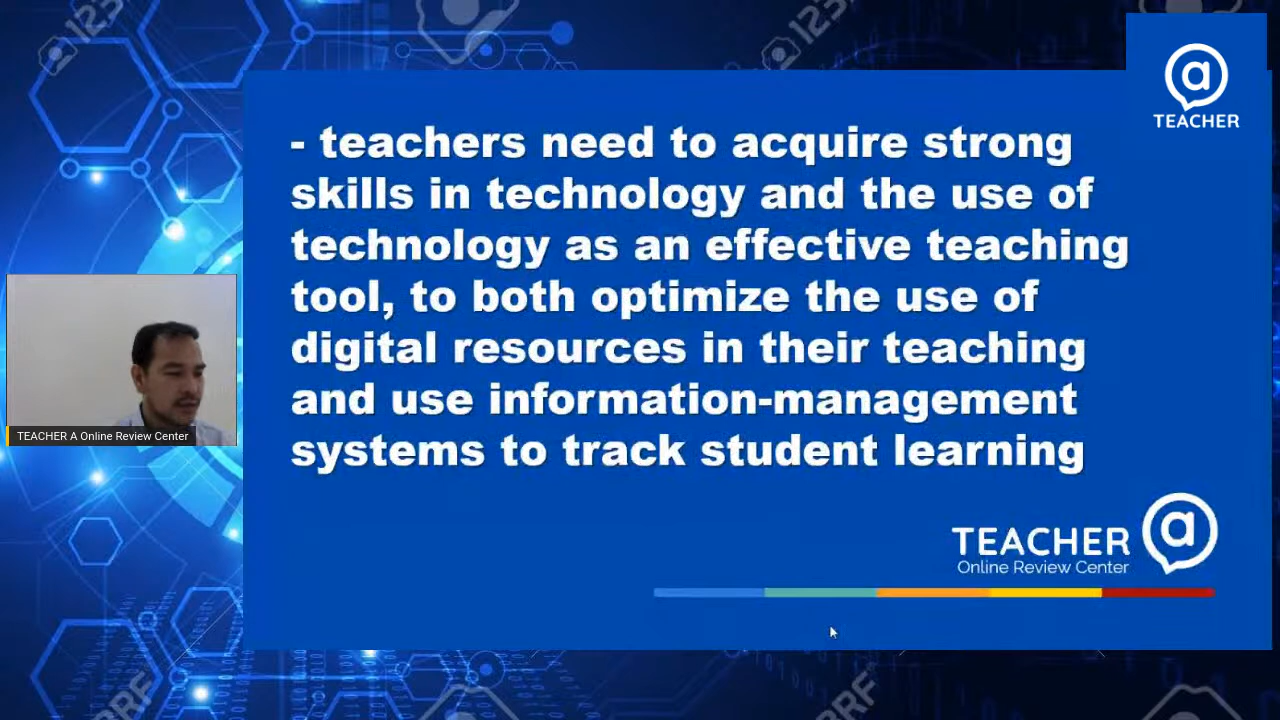 TEACHER
- teachers need to acquire strong
skills in technology and the use of
technology as an effective teaching
tool, to both optimize the use of
digital resources in their teaching
and use information-management
systems to track student learning
TEACHER A Online Review Center
TEACHER
Online Review Center